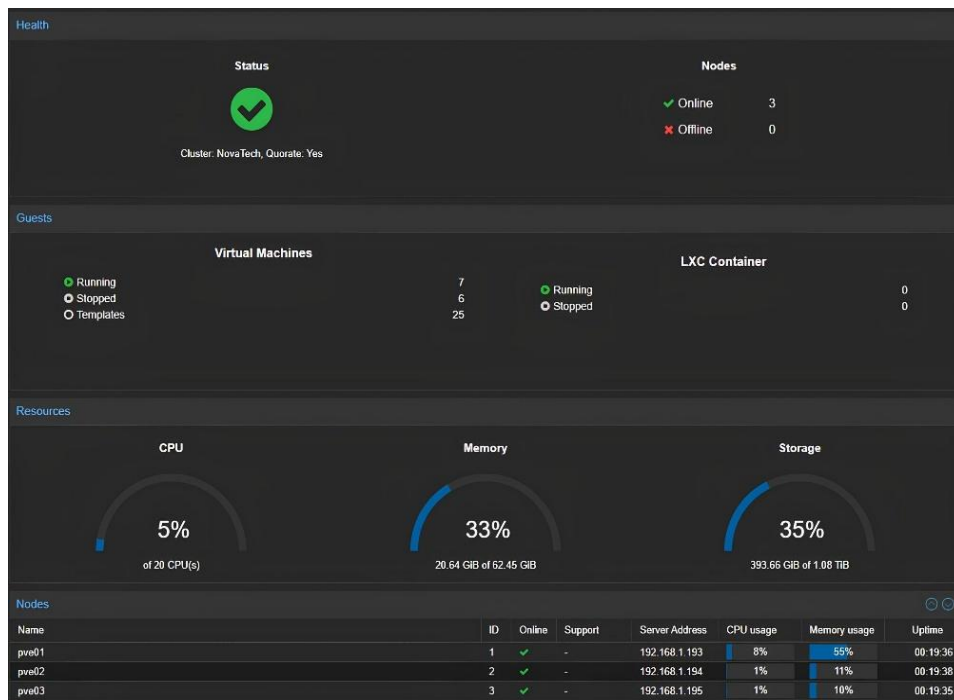 Health
Status
Nodes
Online 3
Offline 0
Cluster: NovaTech, Quorate: Yes
Guests
Virtual Machines
Running 7
Stopped 6
Templates 25
LXC Container
Running 0
Stopped 0
Resources
CPU
5%
of 20 CPU(s)
Memory
33%
20.64 GiB of 62.45 GiB
Storage
35%
393.66 GiB of 1.08 TiB
Nodes
Name ID Online Support Server Address CPU usage Memory usage Uptime
pve01 1 - 192.168.1.193 8% 55% 00:19:36
pve02 2 - 192.168.1.194 1% 11% 00:19:38
pve03 3 - 192.168.1.195 1% 10% 00:19:35